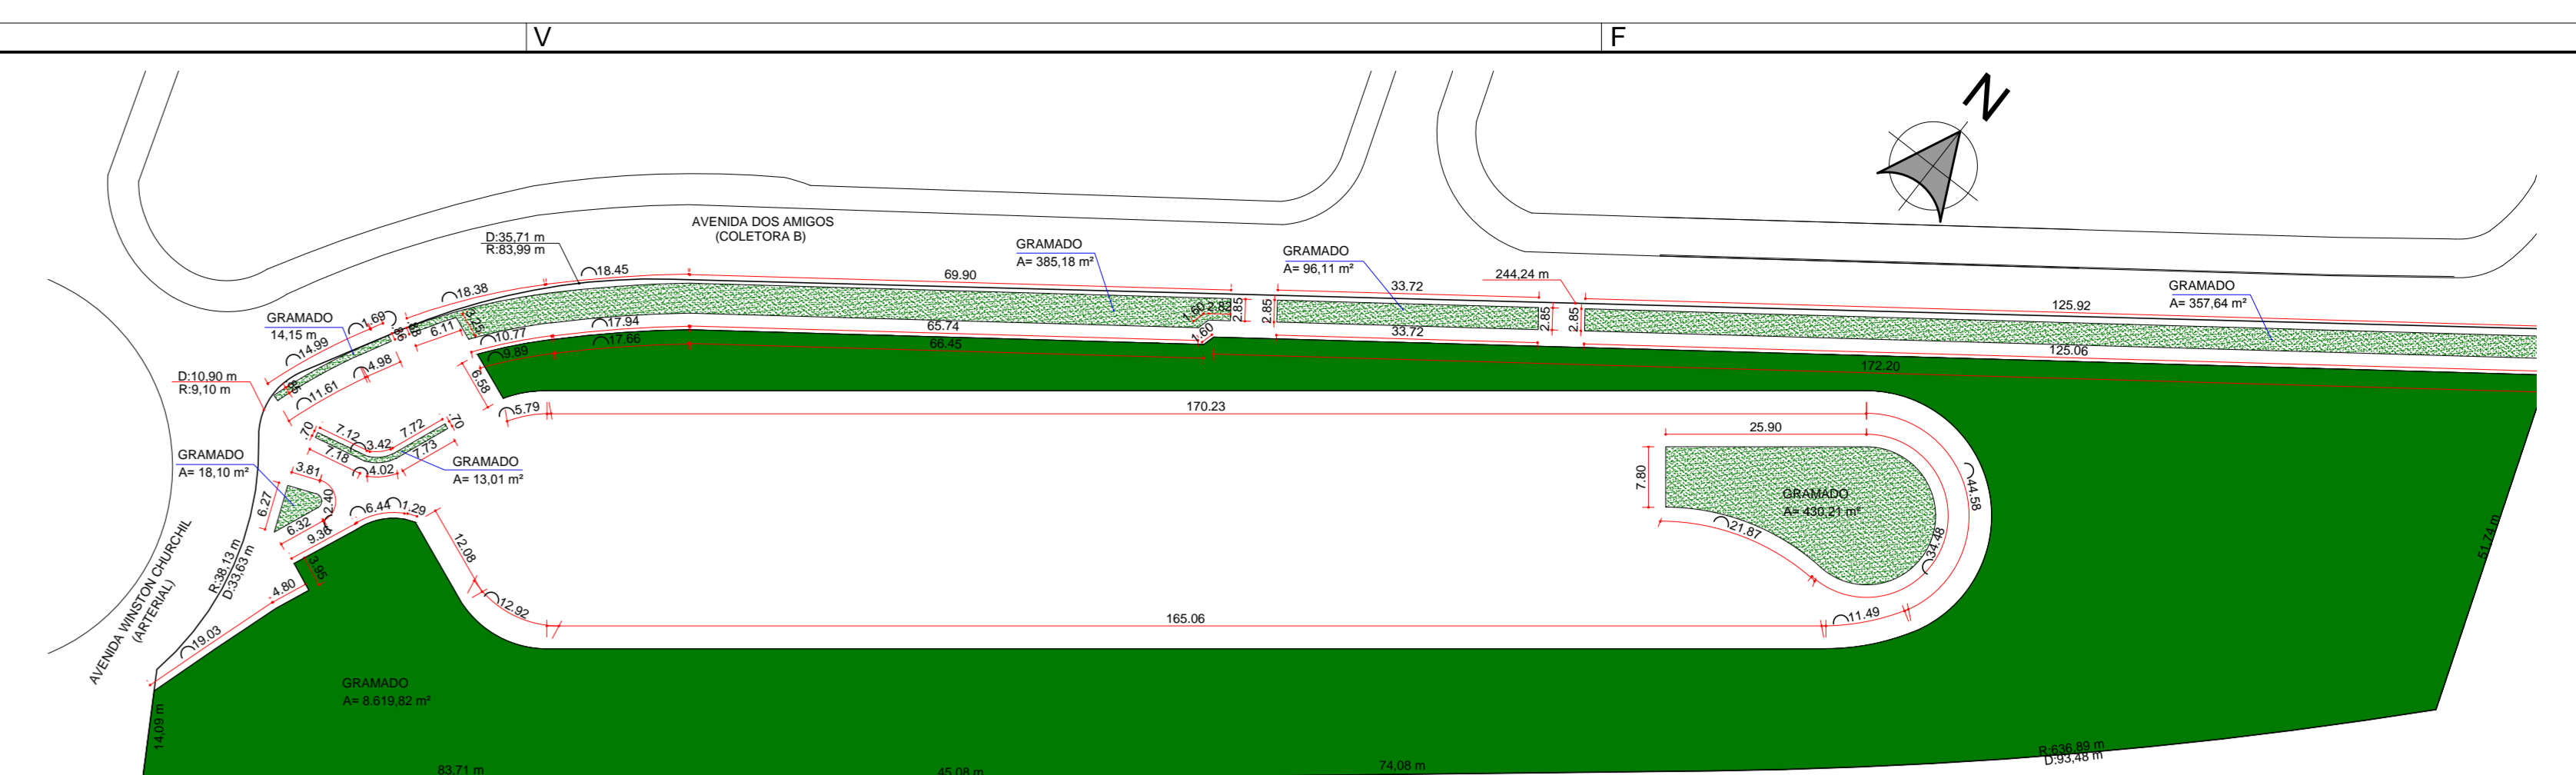 V
F
N
AVENIDA DOS AMIGOS
(COLETORA B)
D:35,71 m
R:83,99 m
GRAMADO
A= 385,18 m²
GRAMADO
A= 96,11 m²
244,24 m
GRAMADO
A= 357,64 m²
18.45
69.90
33.72
125.92
18.38
1.69
.88
6.11
3.25
10.77
17.94
65.74
1.60
2.82
2.85
2.85
2.85
2.85
33.72
125.06
GRAMADO
14,15 m
14.99
.85
11.61
4.98
9.89
17.66
66.45
1.60
172.20
D:10,90 m
R:9,10 m
6.58
5.79
170.23
25.90
.70
7.12
3.42
7.72
.70
7.18
4.02
7.73
GRAMADO
A= 13,01 m²
GRAMADO
A= 18,10 m²
3.81
6.27
2.40
6.32
9.36
6.44
1.29
7.80
GRAMADO
A= 430,21 m²
44.58
21.87
34.48
51,74 m
12.08
3.95
4.80
12.92
165.06
11.49
R:38,13 m
D:33,63 m
AVENIDA WINSTON CHURCHIL
(ARTERIAL)
19.03
GRAMADO
A= 8.619,82 m²
14,09 m
83,71 m
45,08 m
74,08 m
R:636,89 m
D:93,48 m